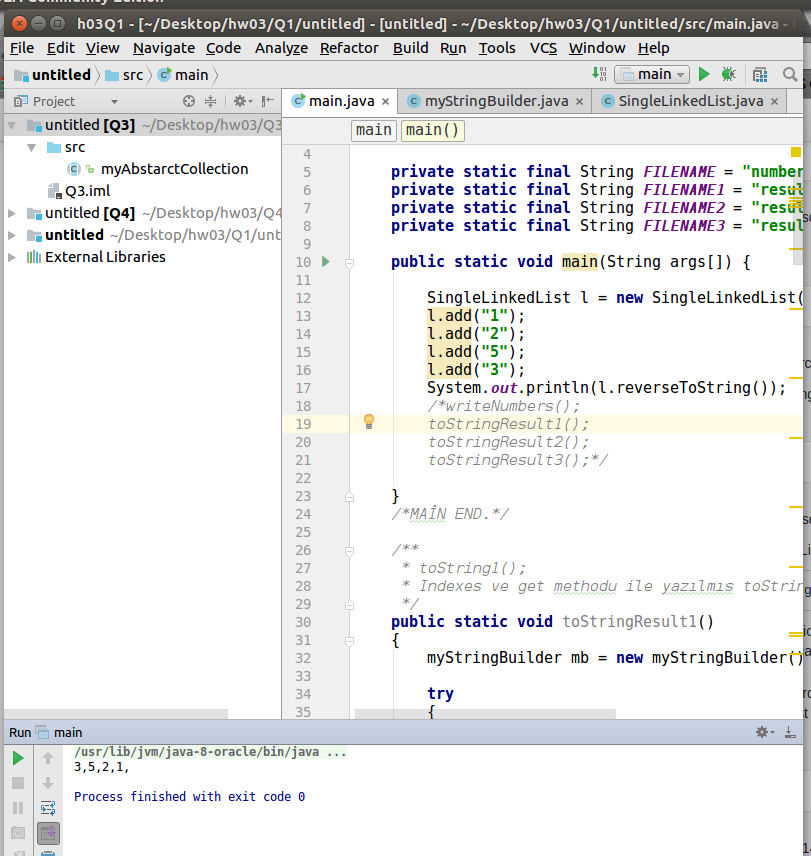 h03Q1 - [~/Desktop/hw03/Q1/untitled] - [untitled] - ~/Desktop/hw03/Q1/untitled/src/main.java -
File Edit View Navigate Code Analyze Refactor Build Run Tools VCS Window Help
untitled src main main
Project
main.java × myStringBuilder.java × SingleLinkedList.java ×
untitled [Q3] ~/Desktop/hw03/Q3
src
myAbstarctCollection
Q3.iml
untitled [Q4] ~/Desktop/hw03/Q4
untitled ~/Desktop/hw03/Q1/unt
External Libraries
main main()
4
5 private static final String FILENAME = "number
6 private static final String FILENAME1 = "resul
7 private static final String FILENAME2 = "resul
8 private static final String FILENAME3 = "resul
9
10 public static void main(String args[]) {
11
12 SingleLinkedList l = new SingleLinkedList(
13 l.add("1");
14 l.add("2");
15 l.add("5");
16 l.add("3");
17 System.out.println(l.reverseToString());
18 /*writeNumbers();
19 toStringResult1();
20 toStringResult2();
21 toStringResult3();*/
22
23 }
24 /*MAİN END.*/
25
26 /**
27 * toString1();
28 * Indexes ve get methodu ile yazılmıs toStrin
29 */
30 public static void toStringResult1()
31 {
32 myStringBuilder mb = new myStringBuilder()
33
34 try
35 {
Run main
/usr/lib/jvm/java-8-oracle/bin/java ...
3,5,2,1,
Process finished with exit code 0